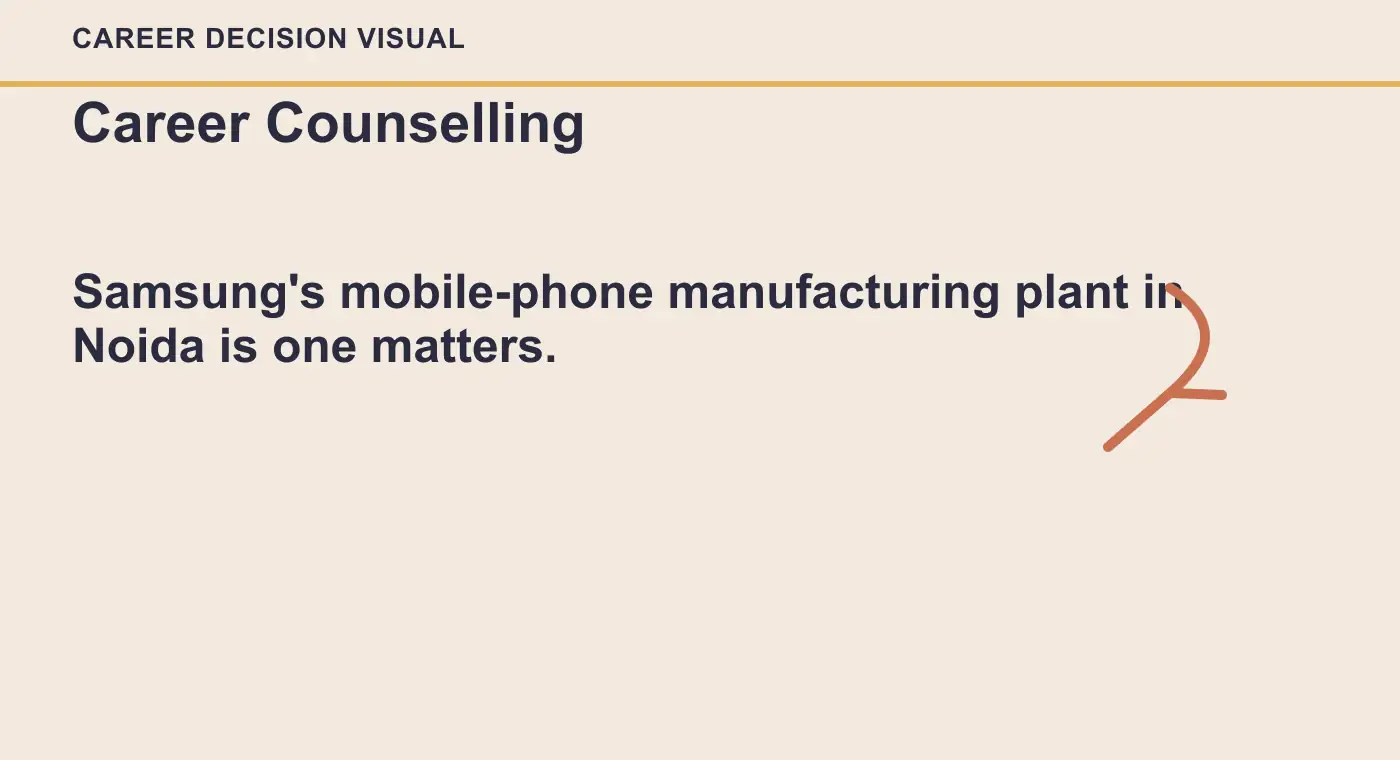 CAREER DECISION VISUAL
Career Counselling
Samsung's mobile-phone manufacturing plant in
Noida is one matters.